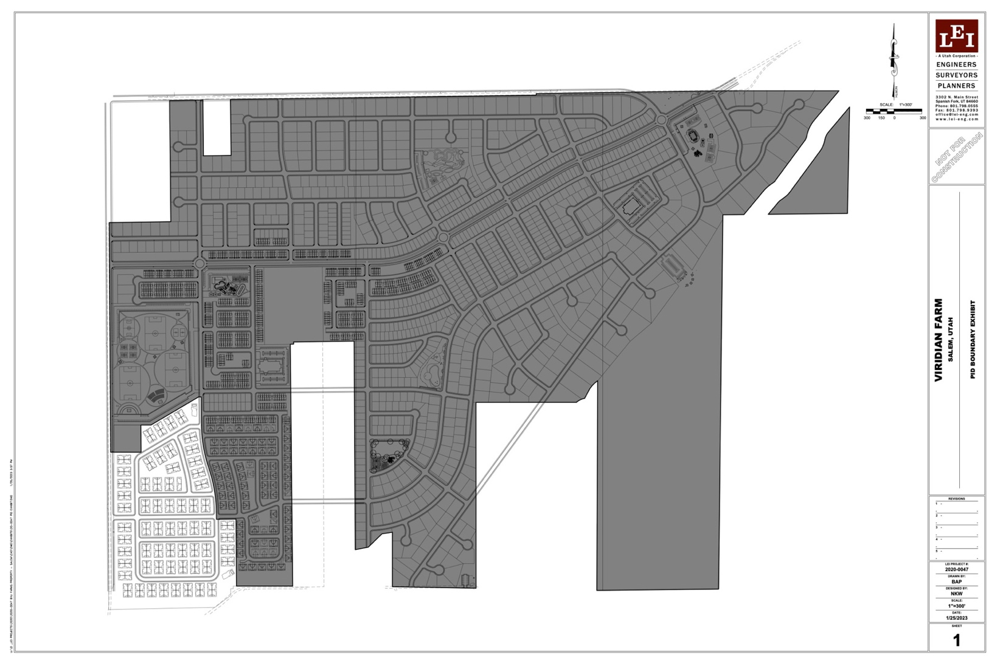 LEI
- A Utah Corporation -
ENGINEERS
SURVEYORS
PLANNERS
3302 N. Main Street
Spanish Fork, UT 84660
Phone: 801.798.0555
Fax: 801.798.9393
office@lei-eng.com
www.lei-eng.com
NORTH
SCALE: 1"=300'
300 150 0 300
NOT FOR
CONSTRUCTION
VIRIDIAN FARM
SALEM, UTAH
PID BOUNDARY EXHIBIT
REVISIONS
1 -
2 -
3 -
4 -
5 -
LEI PROJECT #:
2020-0047
DRAWN BY:
BAP
DESIGNED BY:
NKW
SCALE:
1"=300'
DATE:
1/25/2023
SHEET
1